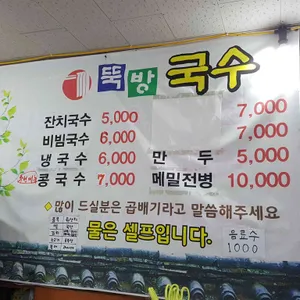 뚝방국수
잔치국수 5,000
비빔국수 6,000
냉국수 6,000
콩국수 7,000
7,000
7,000
만두 5,000
메밀전병 10,000
◇많이 드실분은 곱배기라고 말씀해주세요
물은 셀프입니다.
음료수
1000